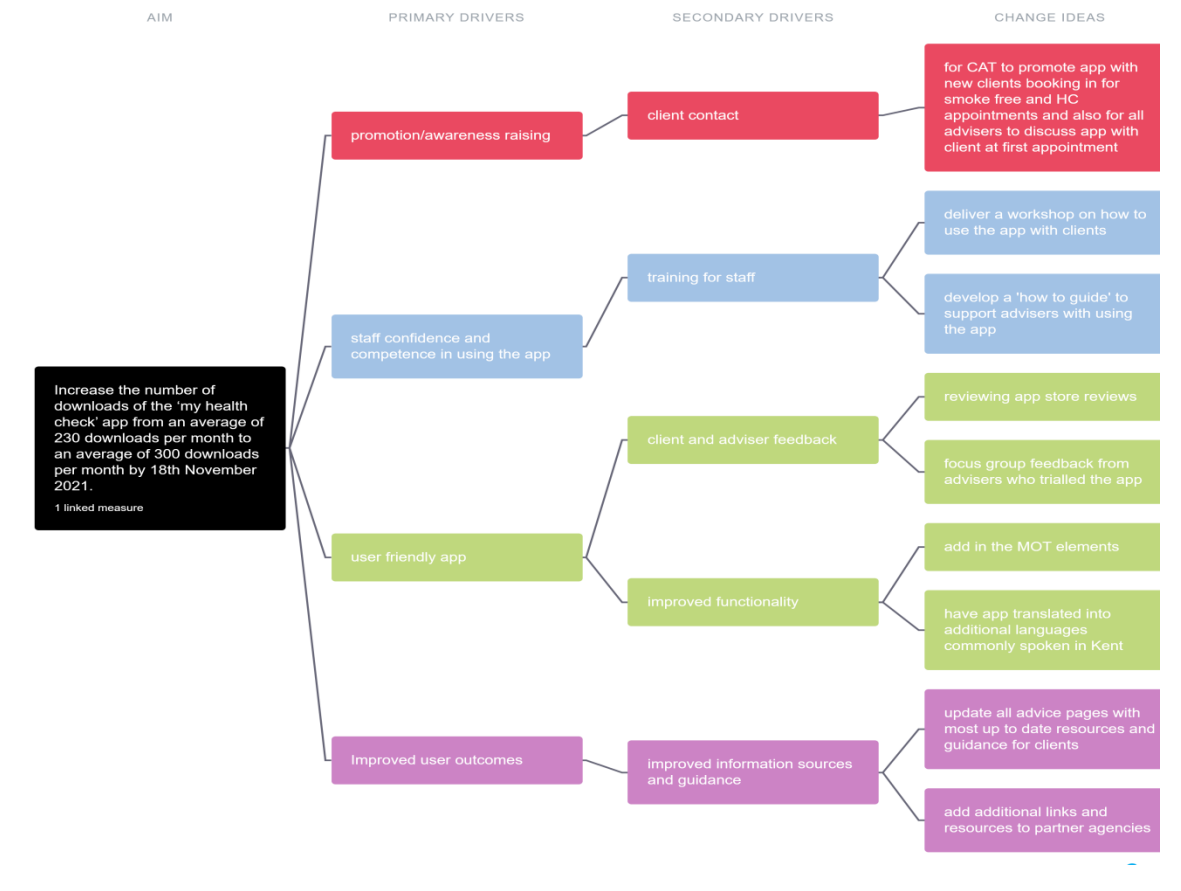 AIM
PRIMARY DRIVERS
SECONDARY DRIVERS
CHANGE IDEAS
Increase the number of
downloads of the ‘my health
check’ app from an average of
230 downloads per month to
an average of 300 downloads
per month by 18th November
2021.
1 linked measure
promotion/awareness raising
client contact
for CAT to promote app with
new clients booking in for
smoke free and HC
appointments and also for all
advisers to discuss app with
client at first appointment
staff confidence and
competence in using the app
training for staff
deliver a workshop on how to
use the app with clients
develop a 'how to guide' to
support advisers with using
the app
user friendly app
client and adviser feedback
reviewing app store reviews
focus group feedback from
advisers who trialled the app
improved functionality
add in the MOT elements
have app translated into
additional languages
commonly spoken in Kent
Improved user outcomes
improved information sources
and guidance
update all advice pages with
most up to date resources and
guidance for clients
add additional links and
resources to partner agencies